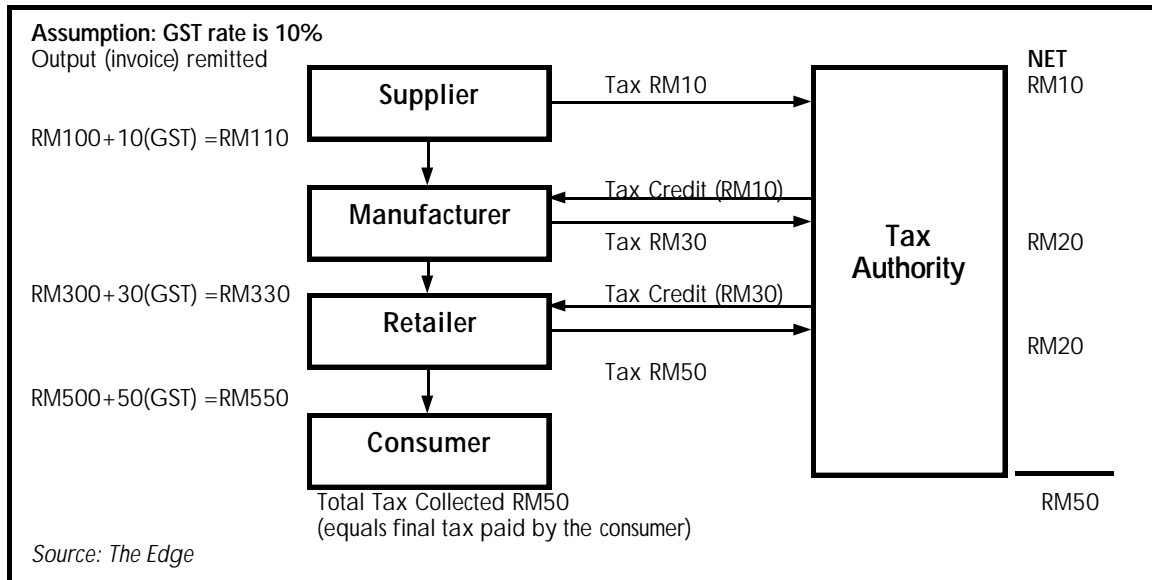 Assumption: GST rate is 10%
Output (invoice) remitted
NET
Supplier
Tax RM10
RM10
RM100+10(GST) =RM110
Manufacturer
Tax Credit (RM10)
Tax RM30
Tax
Authority
RM20
RM300+30(GST)=RM330
Retailer
Tax Credit (RM30)
RM20
Tax RM50
RM500+50(GST) =RM550
Consumer
Total Tax Collected RM50
(equals final tax paid by the consumer)
RM50
Source: The Edge